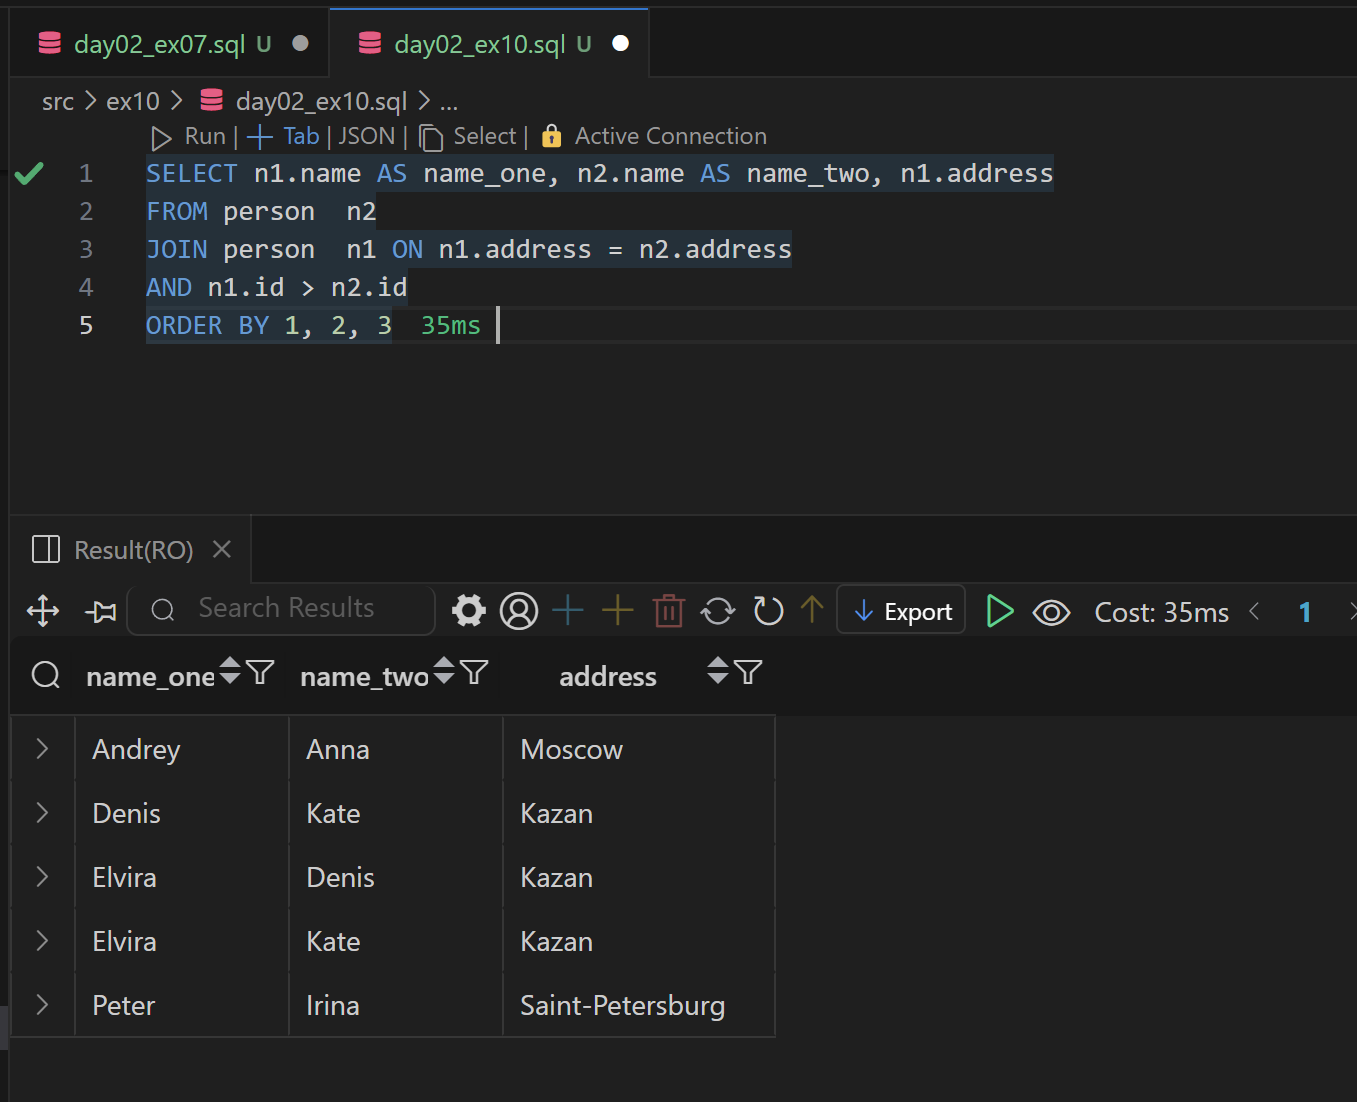 day02_ex07.sql U
day02_ex10.sql U
src > ex10 > day02_ex10.sql > ...
Run | + Tab | JSON | Select | Active Connection
1 SELECT n1.name AS name_one, n2.name AS name_two, n1.address
2 FROM person  n2
3 JOIN person  n1 ON n1.address = n2.address
4 AND n1.id > n2.id
5 ORDER BY 1, 2, 3  35ms
Result(RO)
Search Results Export Cost: 35ms 1
name_one name_two address
Andrey Anna Moscow
Denis Kate Kazan
Elvira Denis Kazan
Elvira Kate Kazan
Peter Irina Saint-Petersburg